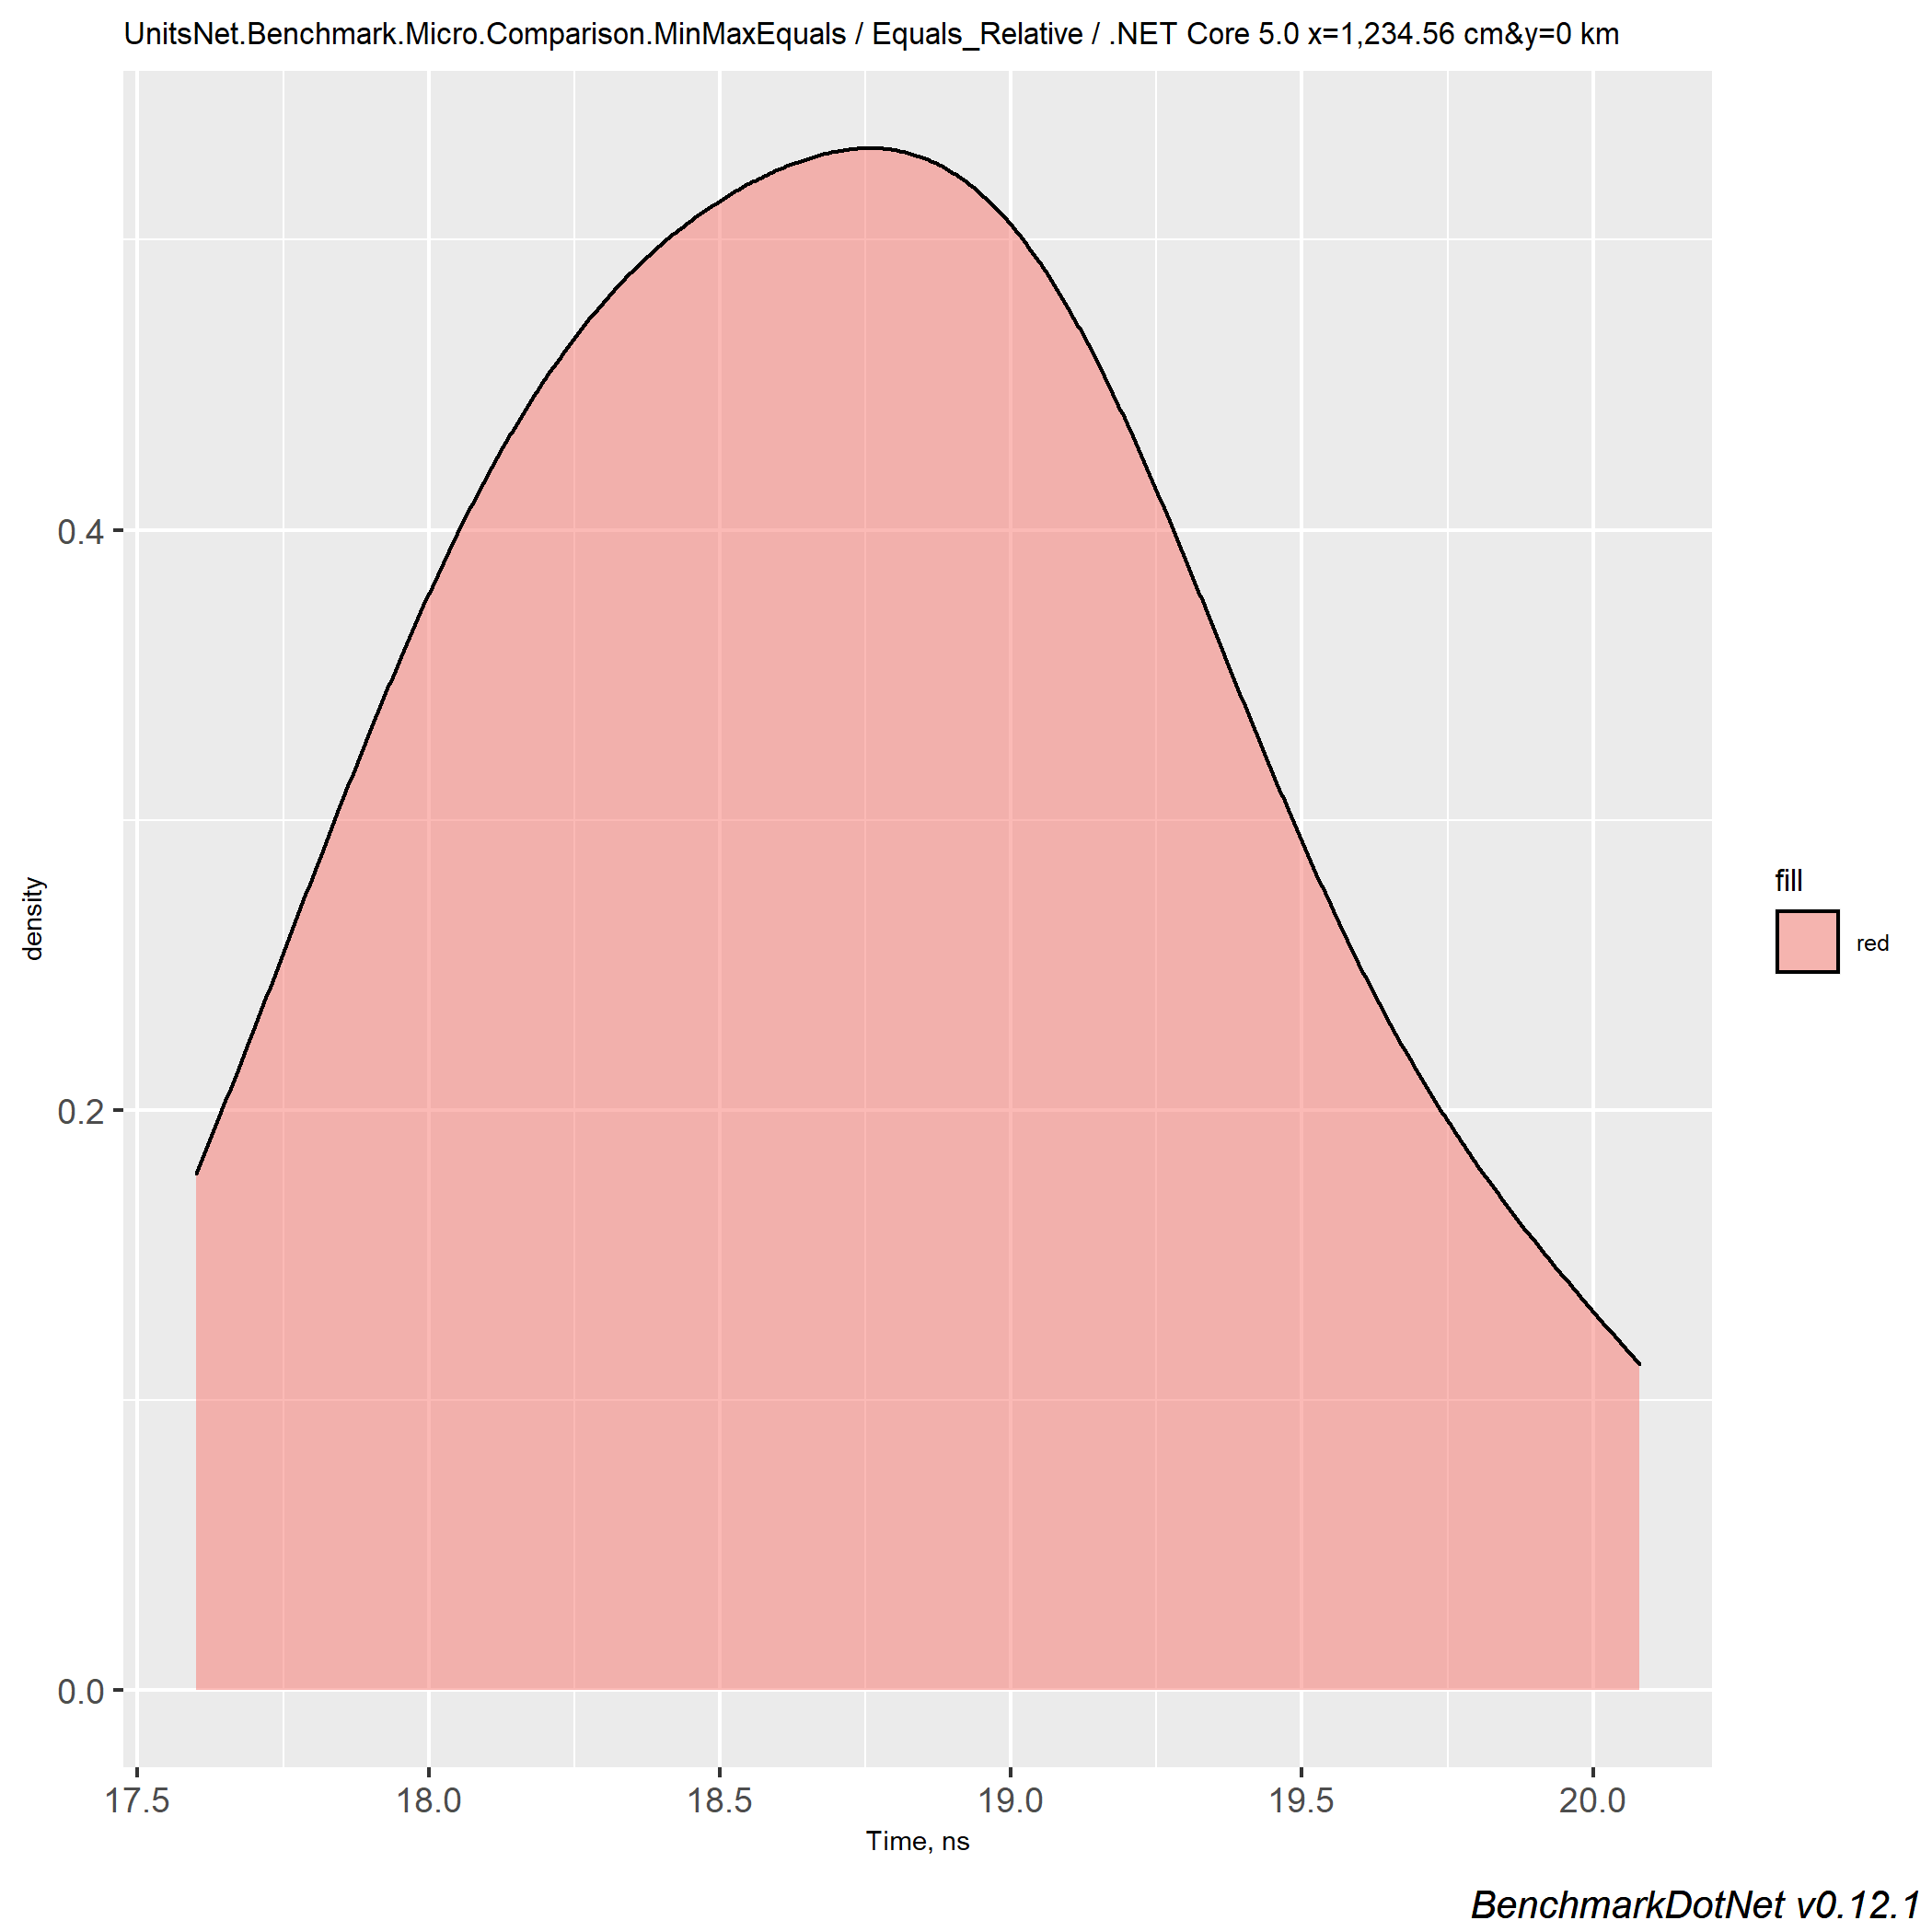 UnitsNet.Benchmark.Micro.Comparison.MinMaxEquals / Equals_Relative / .NET Core 5.0 x=1,234.56 cm&y=0 km
0.4
0.2
0.0
density
17.5 18.0 18.5 19.0 19.5 20.0
Time, ns
fill
red
BenchmarkDotNet v0.12.1